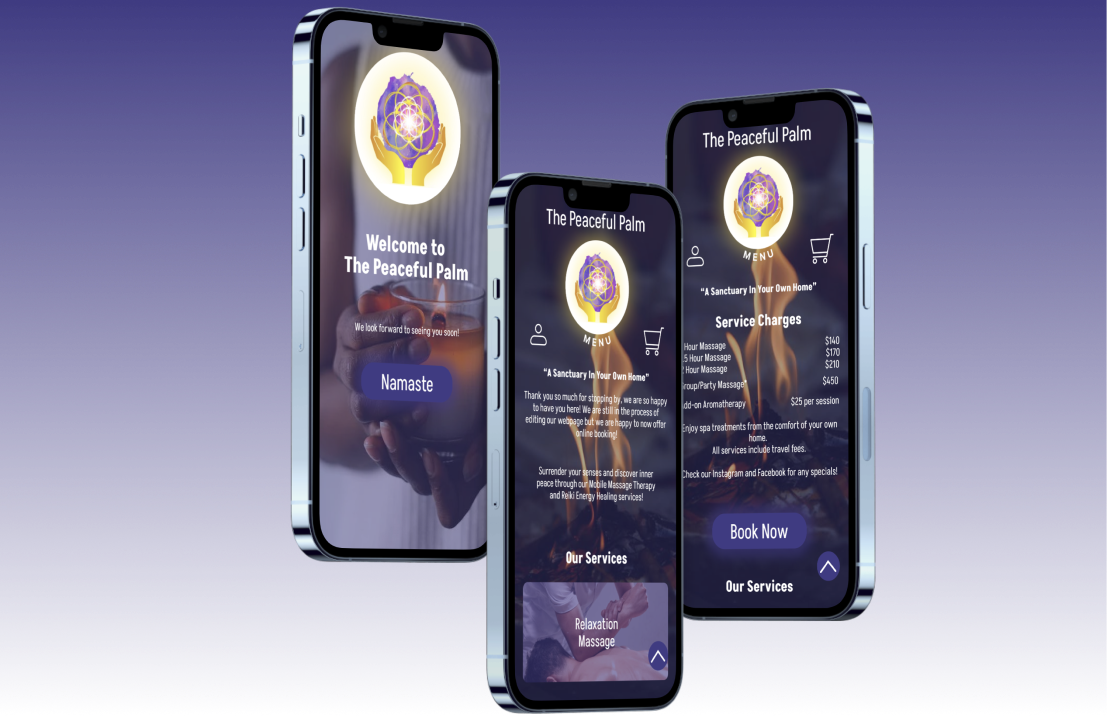 Welcome to
The Peaceful Palm
We look forward to seeing you soon!
Namaste
The Peaceful Palm
MENU
"A Sanctuary In Your Own Home"
Thank you so much for stopping by, we are so happy
to have you here! We are still in the process of
editing our webpage but we are happy to now offer
online booking!
Surrender your senses and discover inner
peace through our Mobile Massage Therapy
and Reiki Energy Healing services!
Our Services
Relaxation
Massage
The Peaceful Palm
MENU
"A Sanctuary In Your Own Home"
Service Charges
Hour Massage $140
5 Hour Massage $170
Hour Massage $210
roup/Party Massage* $450
dd-on Aromatherapy $25 per session
Enjoy spa treatments from the comfort of your own
home.
All services include travel fees.
Check our Instagram and Facebook for any specials!
Book Now
Our Services